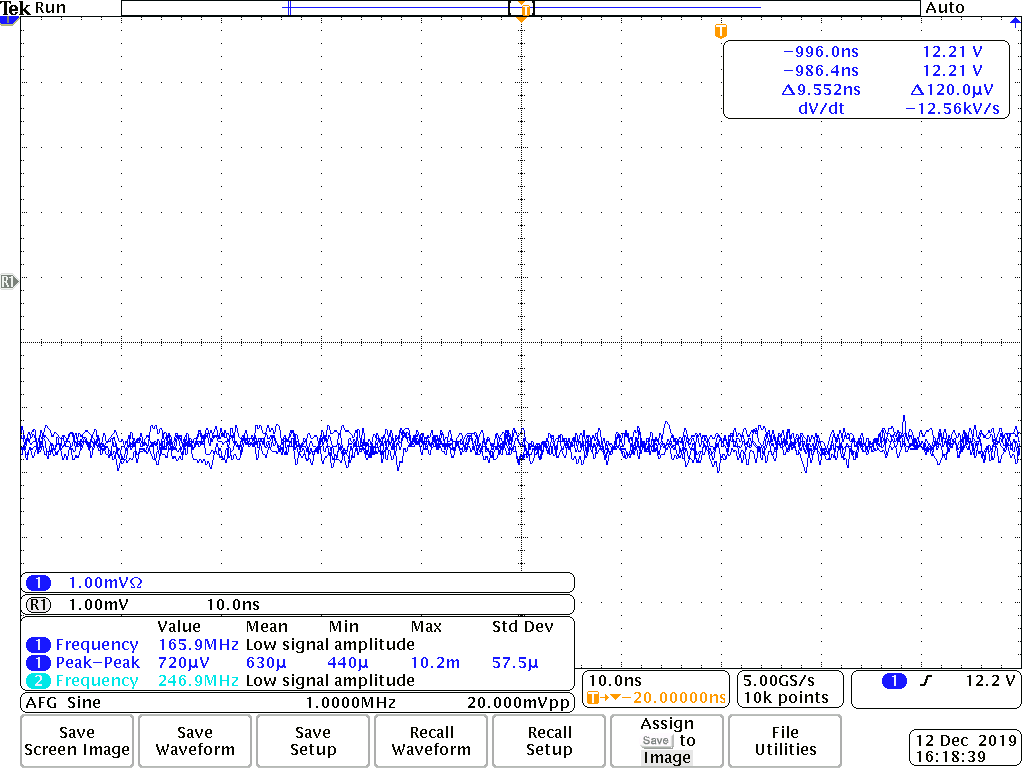 Tek Run
Auto
T
T
−996.0ns 12.21 V
−986.4ns 12.21 V
Δ9.552ns Δ120.0μV
dV/dt −12.56kV/s
R1
1 1.00mVΩ
R1 1.00mV 10.0ns
Value Mean Min Max Std Dev
1 Frequency 165.9MHz Low signal amplitude
1 Peak−Peak 720μV 630μ 440μ 10.2m 57.5μ
2 Frequency 246.9MHz Low signal amplitude
AFG Sine 1.0000MHz 20.000mVpp
10.0ns
T→▼−20.00000ns
5.00GS/s
10k points
1 12.2 V
Save
Screen Image
Save
Waveform
Save
Setup
Recall
Waveform
Recall
Setup
Assign
Save to
Image
File
Utilities
12 Dec 2019
16:18:39